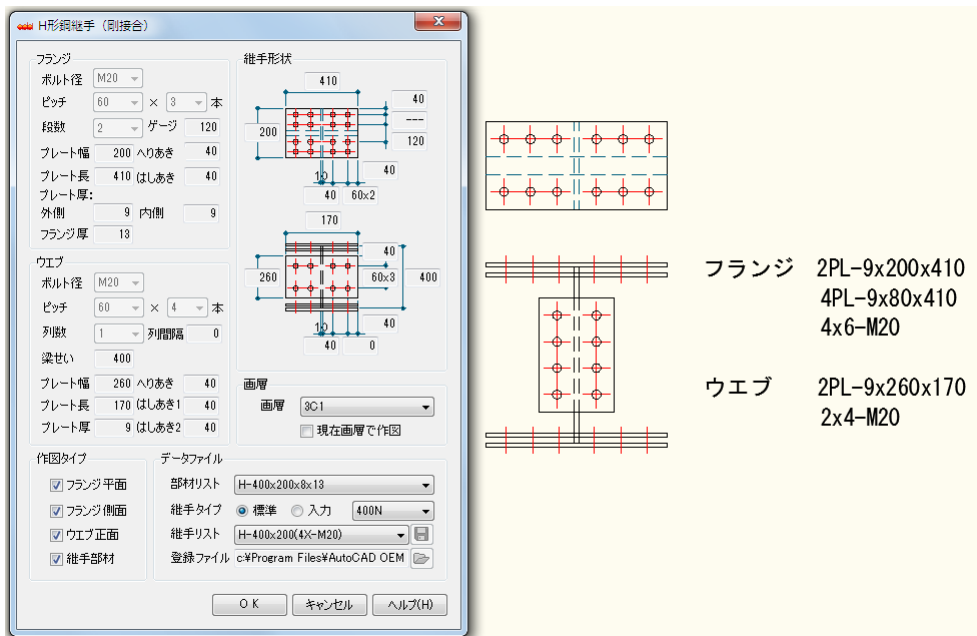 H形鋼継手（剛接合）
フランジ
ボルト径 M20
ピッチ 60 × 3 本
段数 2 ゲージ 120
プレート幅 200 へりあき 40
プレート長 410 はしあき 40
プレート厚:
外側 9 内側 9
フランジ厚 13
ウエブ
ボルト径 M20
ピッチ 60 × 4 本
列数 1 列間隔 0
梁せい 400
プレート幅 260 へりあき 40
プレート長 170 はしあき1 40
プレート厚 9 はしあき2 40
作図タイプ
フランジ平面
フランジ側面
ウエブ正面
継手部材
継手形状
410
40
---
200
120
10
40
40 60x2
170
40
260
60x3 400
10
40
40 0
画層
画層 3C1
現在画層で作図
データファイル
部材リスト H-400x200x8x13
継手タイプ 標準 入力 400N
継手リスト H-400x200(4X-M20)
登録ファイル c:¥Program Files¥AutoCAD OEM
OK キャンセル ヘルプ(H)
フランジ 2PL-9x200x410
4PL-9x80x410
4x6-M20
ウエブ 2PL-9x260x170
2x4-M20